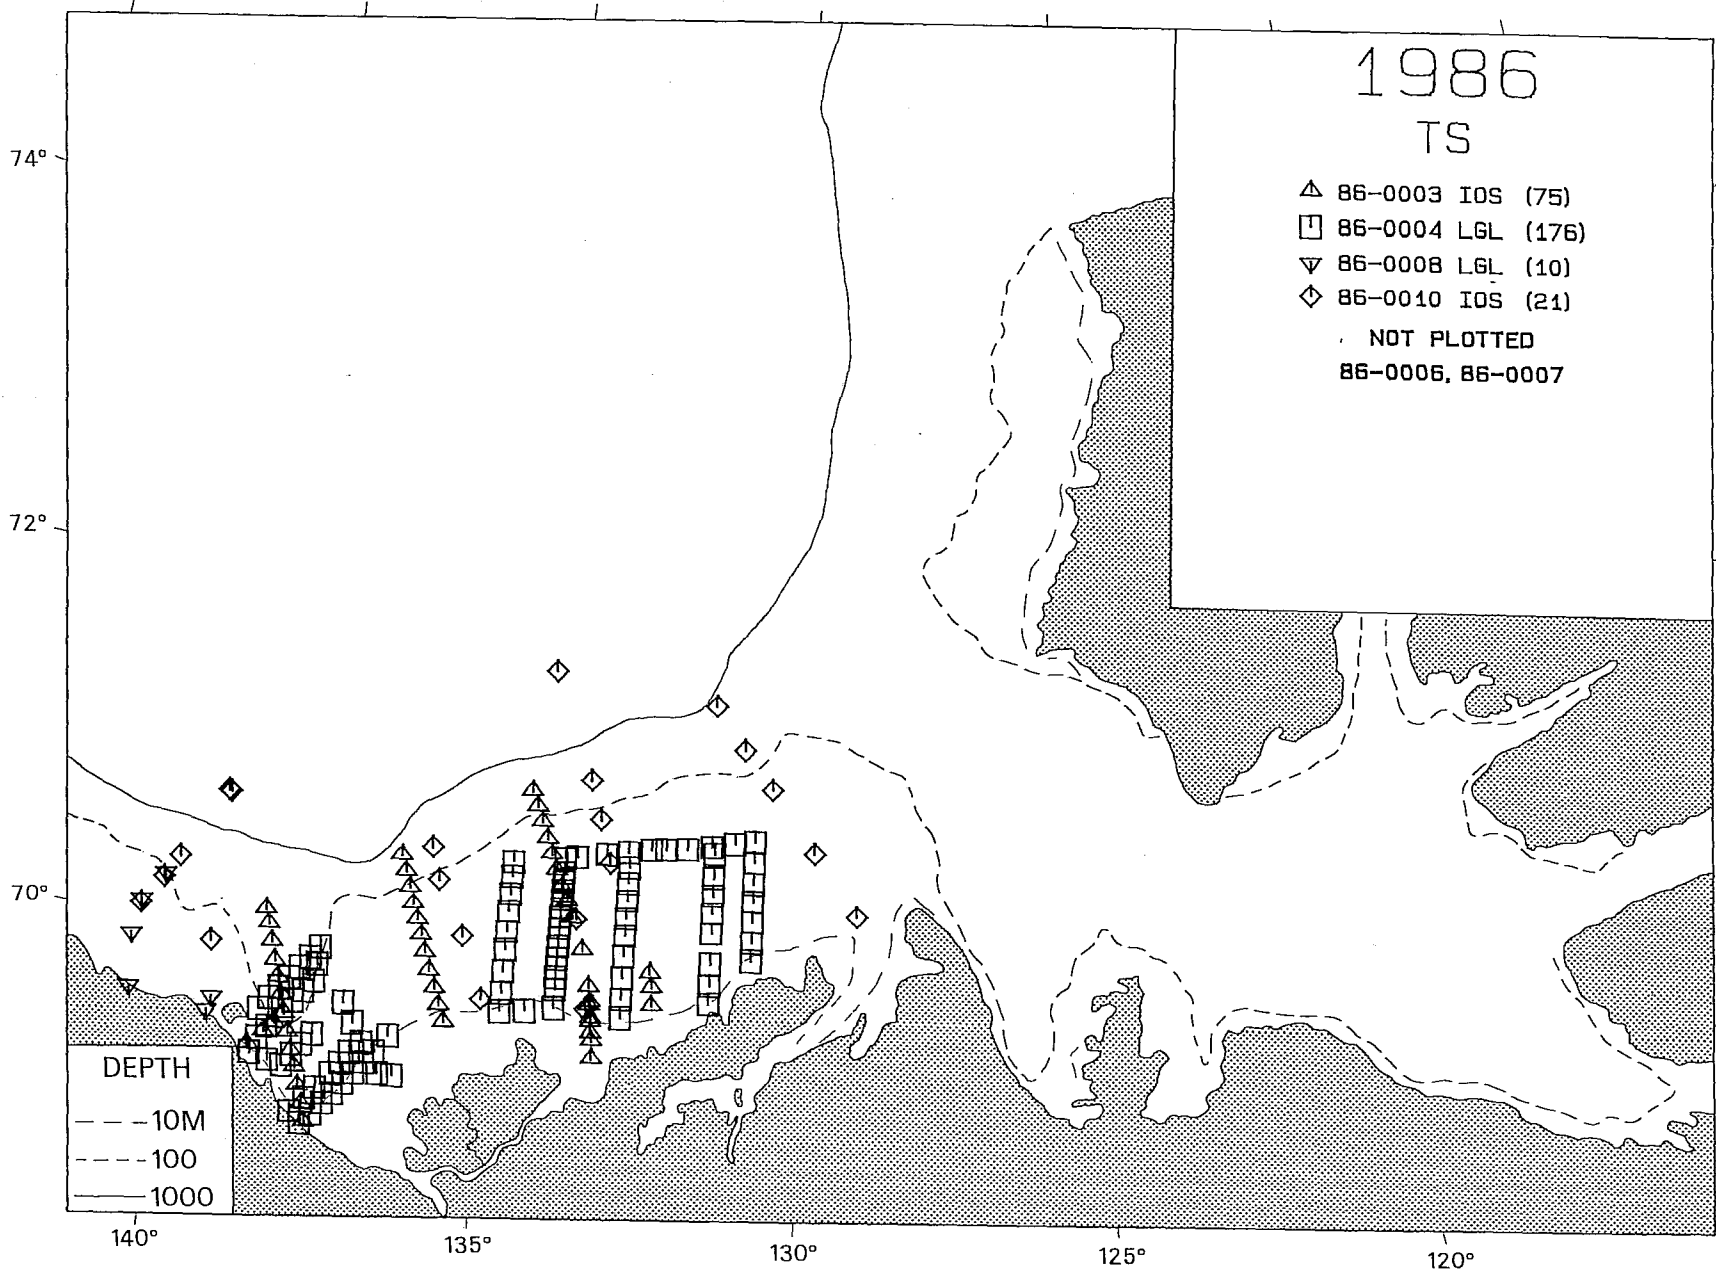 1986
TS
86-0003 IOS (75)
86-0004 LGL (176)
86-0008 LGL (10)
86-0010 IOS (21)
NOT PLOTTED
86-0006, 86-0007
74°
72°
70°
DEPTH
10M
100
1000
140°
135°
130°
125°
120°